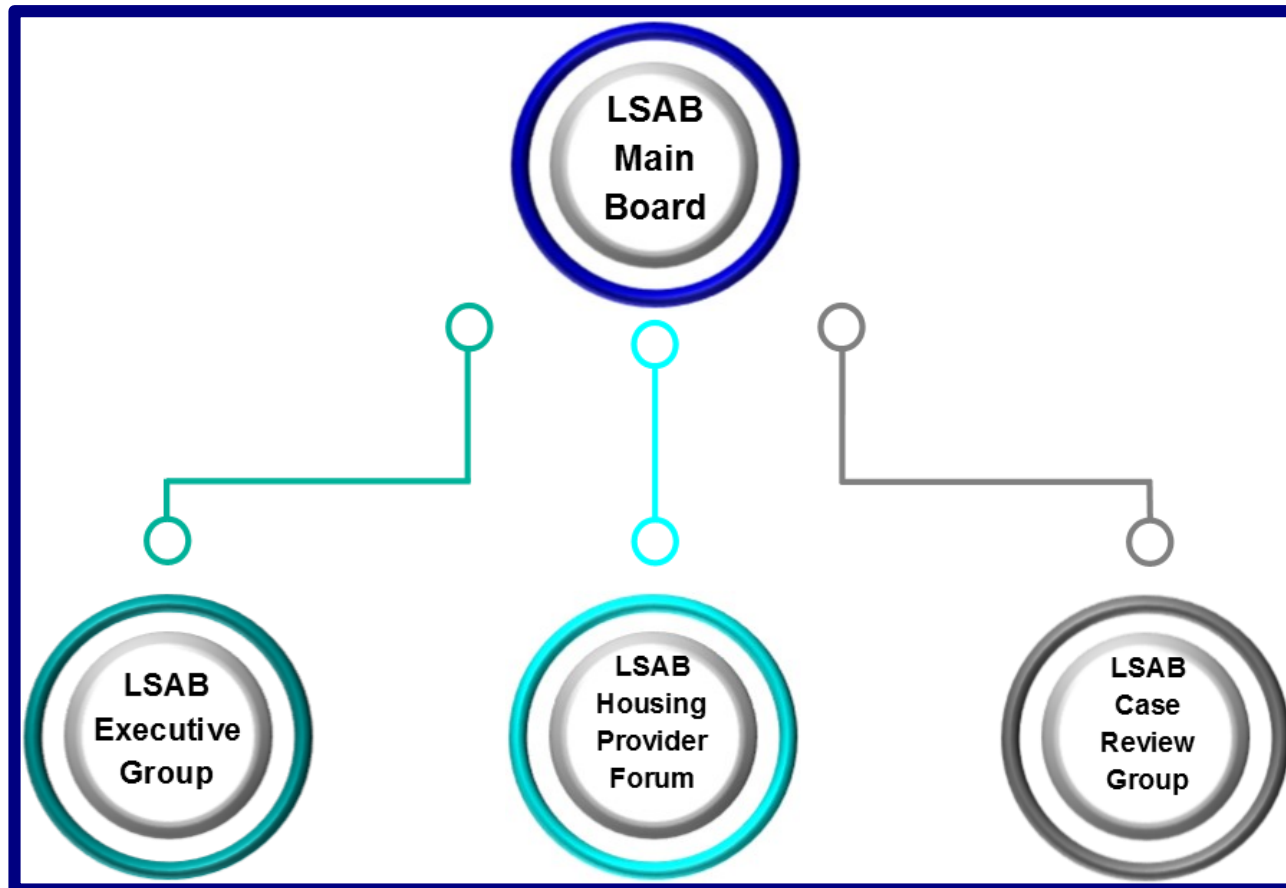 LSAB
Main
Board
LSAB
Executive
Group
LSAB
Housing
Provider
Forum
LSAB
Case
Review
Group